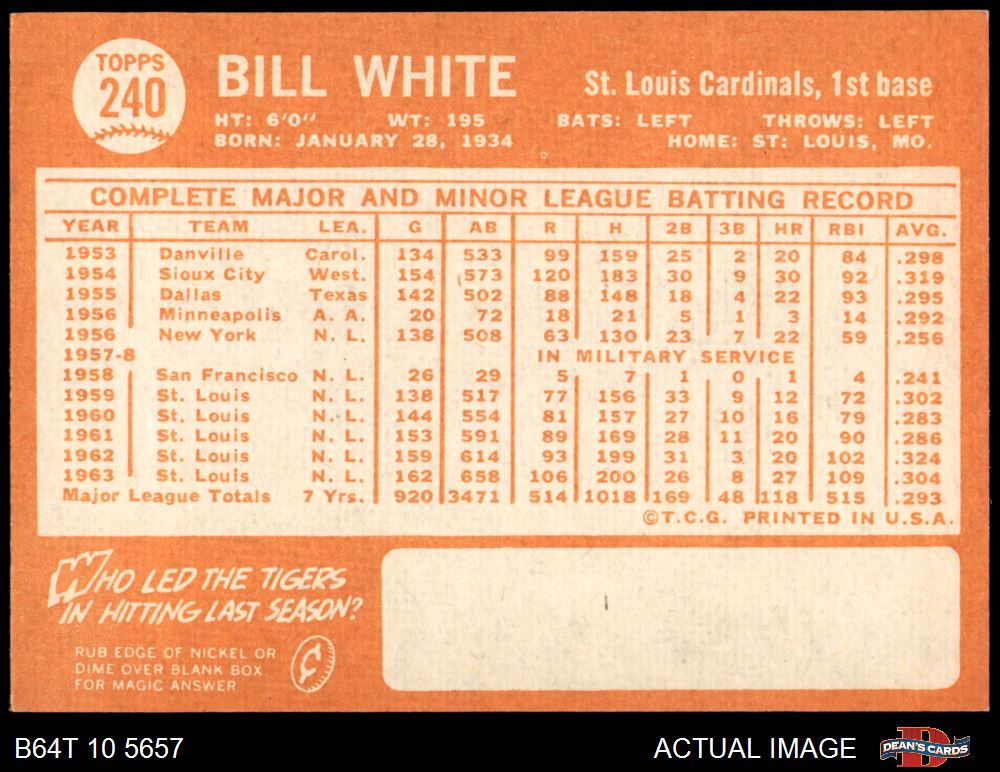 TOPPS
240
BILL WHITE
St. Louis Cardinals, 1st base
HT: 6'0" WT: 195 BATS: LEFT THROWS: LEFT
BORN: JANUARY 28, 1934 HOME: ST: LOUIS, MO.
COMPLETE MAJOR AND MINOR LEAGUE BATTING RECORD
YEAR TEAM LEA. G AB R H 2B 3B HR RBI AVG.
1953 Danville Carol. 134 533 99 159 25 2 20 84 .298
1954 Sioux City West. 154 573 120 183 30 9 30 92 .319
1955 Dallas Texas 142 502 88 148 18 4 22 93 .295
1956 Minneapolis A. A. 20 72 18 21 5 1 3 14 .292
1956 New York N. L. 138 508 63 130 23 7 22 59 .256
1957-8 IN MILITARY SERVICE
1958 San Francisco N. L. 26 29 5 7 1 0 1 4 .241
1959 St. Louis N. L. 138 517 77 156 33 9 12 72 .302
1960 St. Louis N. L. 144 554 81 157 27 10 16 79 .283
1961 St. Louis N. L. 153 591 89 169 28 11 20 90 .286
1962 St. Louis N. L. 159 614 93 199 31 3 20 102 .324
1963 St. Louis N. L. 162 658 106 200 26 8 27 109 .304
Major League Totals 7 Yrs. 920 3471 514 1018 169 48 118 515 .293
©T.C.G. PRINTED IN U.S.A.
WHO LED THE TIGERS
IN HITTING LAST SEASON?
RUB EDGE OF NICKEL OR
DIME OVER BLANK BOX
FOR MAGIC ANSWER
¢
B64T 10 5657 ACTUAL IMAGE
D
DEAN'S CARDS